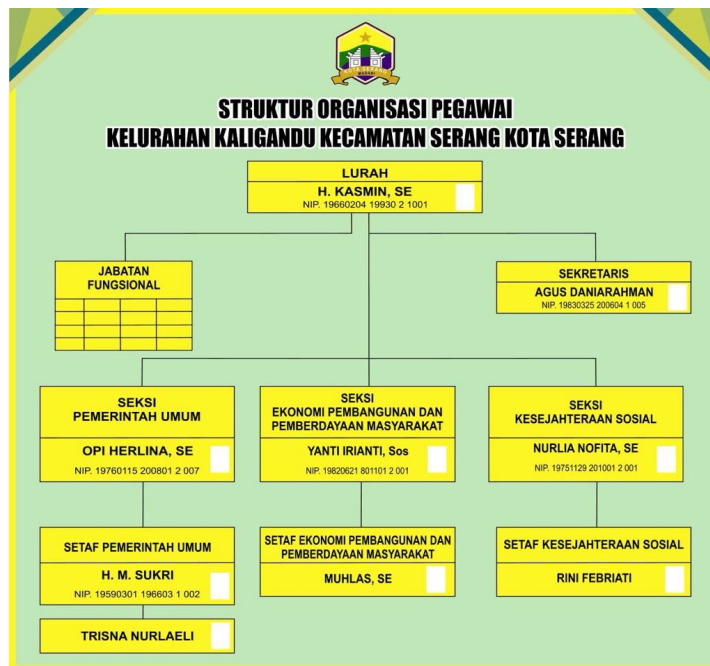 KOTA SERANG
STRUKTUR ORGANISASI PEGAWAI
KELURAHAN KALIGANDU KECAMATAN SERANG KOTA SERANG
LURAH
H. KASMIN, SE
NIP. 19660204 19930 2 1001
JABATAN
FUNGSIONAL
SEKRETARIS
AGUS DANIARAHMAN
NIP. 19830325 200604 1 005
SEKSI
PEMERINTAH UMUM
OPI HERLINA, SE
NIP. 19760115 200801 2 007
SEKSI
EKONOMI PEMBANGUNAN DAN
PEMBERDAYAAN MASYARAKAT
YANTI IRIANTI, Sos
NIP. 19820621 801101 2 001
SEKSI
KESEJAHTERAAN SOSIAL
NURLIA NOFITA, SE
NIP. 19751129 201001 2 001
SETAF PEMERINTAH UMUM
H. M. SUKRI
NIP. 19590301 196603 1 002
TRISNA NURLAELI
SETAF EKONOMI PEMBANGUNAN DAN
PEMBERDAYAAN MASYARAKAT
MUHLAS, SE
SETAF KESEJAHTERAAN SOSIAL
RINI FEBRIATI